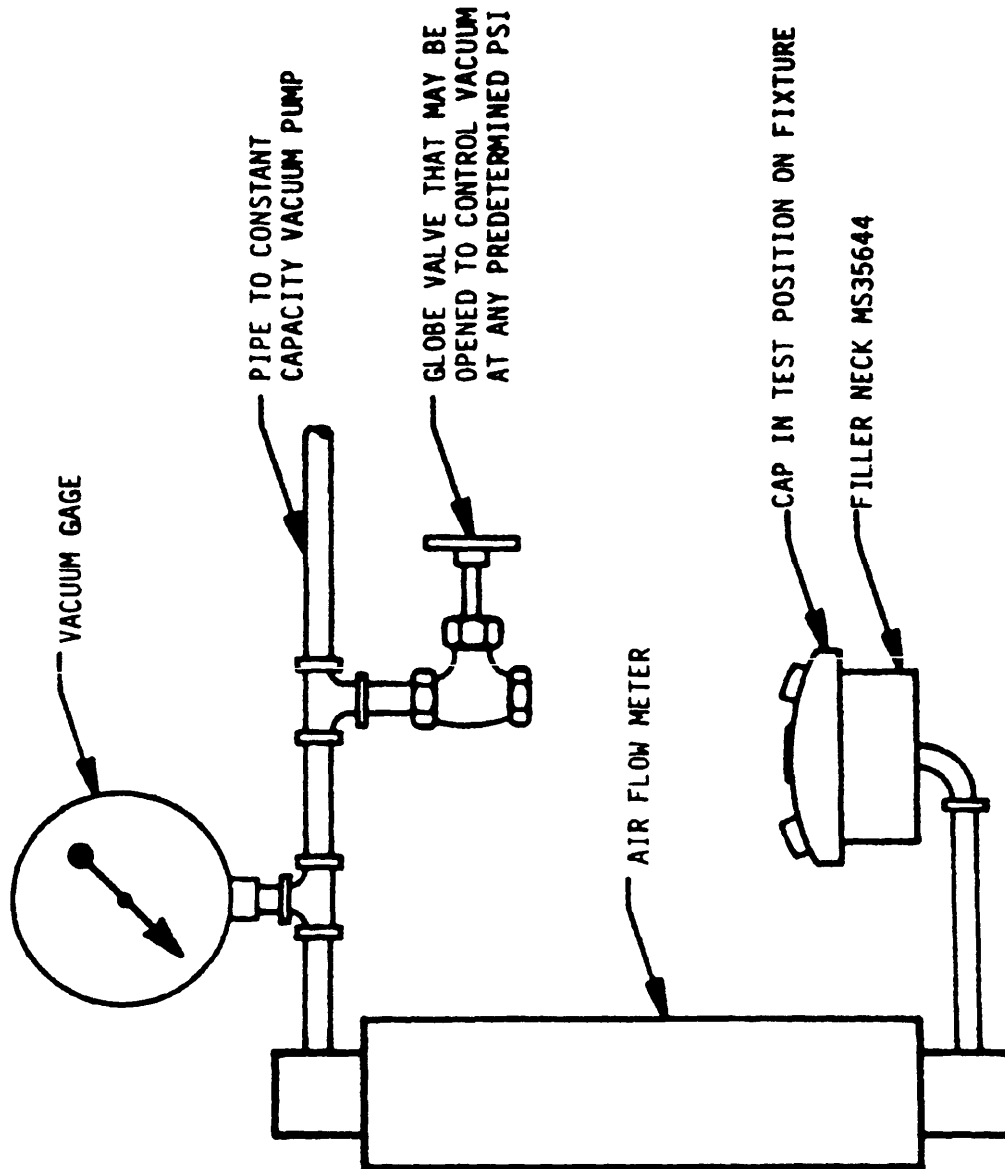 VACUUM GAGE
PIPE TO CONSTANT
CAPACITY VACUUM PUMP
GLOBE VALVE THAT MAY BE
OPENED TO CONTROL VACUUM
AT ANY PREDETERMINED PSI
AIR FLOW METER
CAP IN TEST POSITION ON FIXTURE
FILLER NECK MS35644